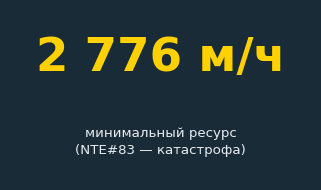 2 776 м/ч
минимальный ресурс
(NTE#83 — катастрофа)